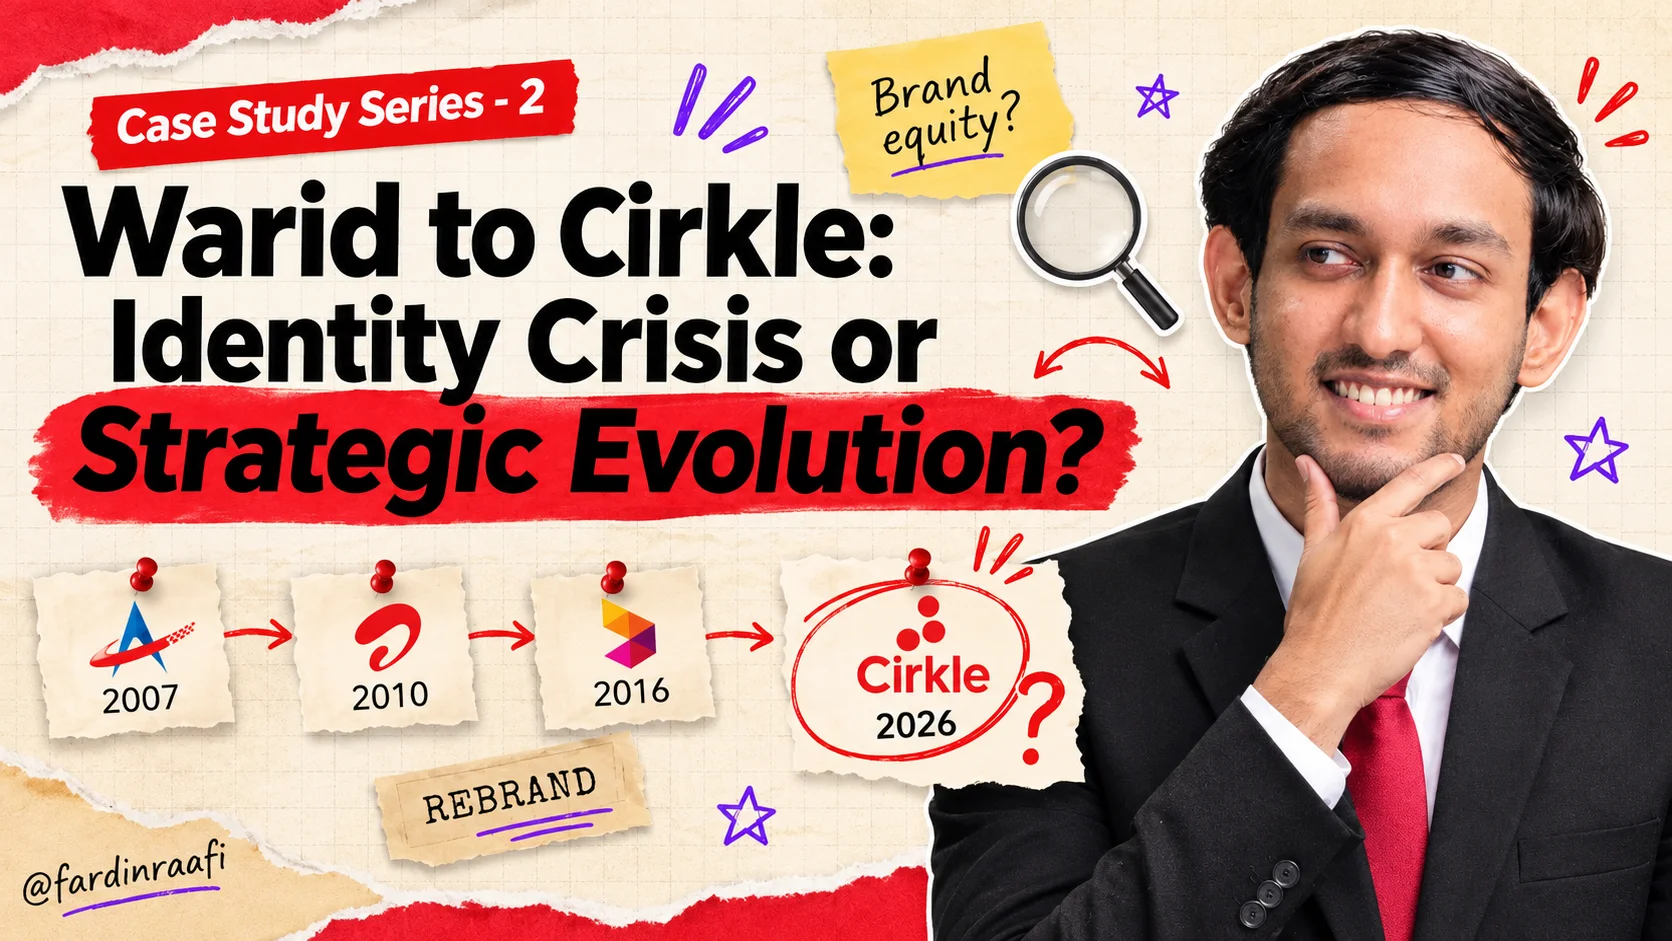 Case Study Series - 2
Brand
equity?
Warid to Cirkle:
Identity Crisis or
Strategic Evolution?
2007
2010
2016
Cirkle
2026
?
REBRAND
@fardinraafi